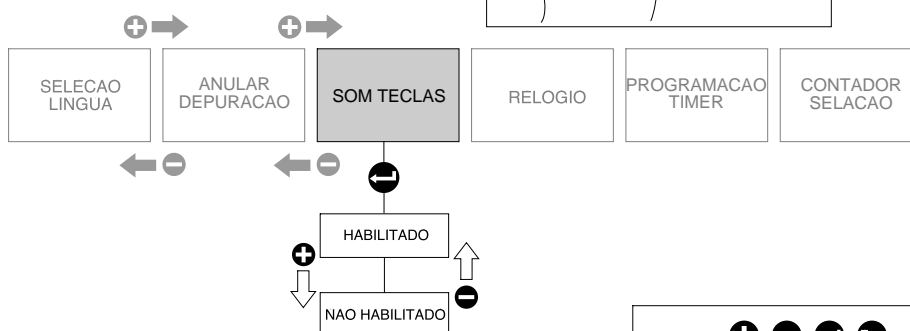 SELECAO
LINGUA
ANULAR
DEPURACAO
SOM TECLAS
RELOGIO
PROGRAMACAO
TIMER
CONTADOR
SELACAO
HABILITADO
NAO HABILITADO